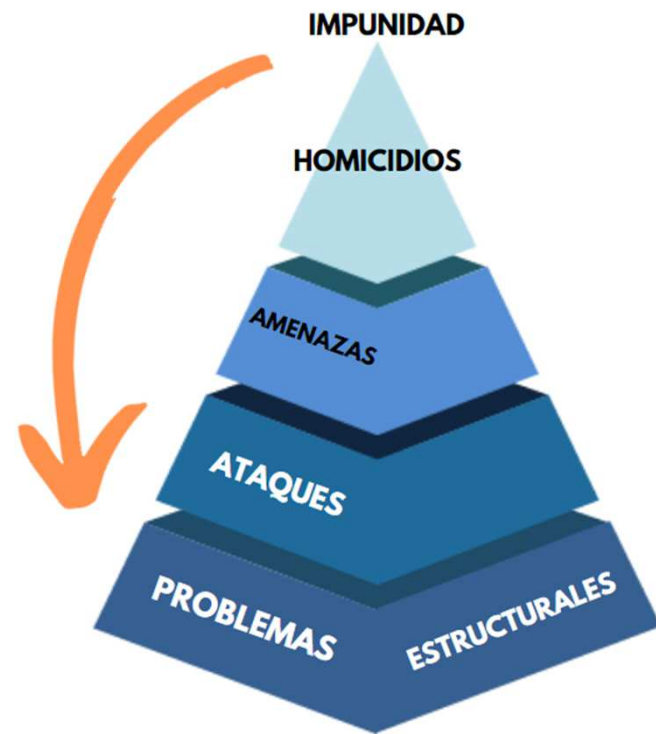 IMPUNIDAD
HOMICIDIOS
AMENAZAS
ATAQUES
PROBLEMAS
ESTRUCTURALES